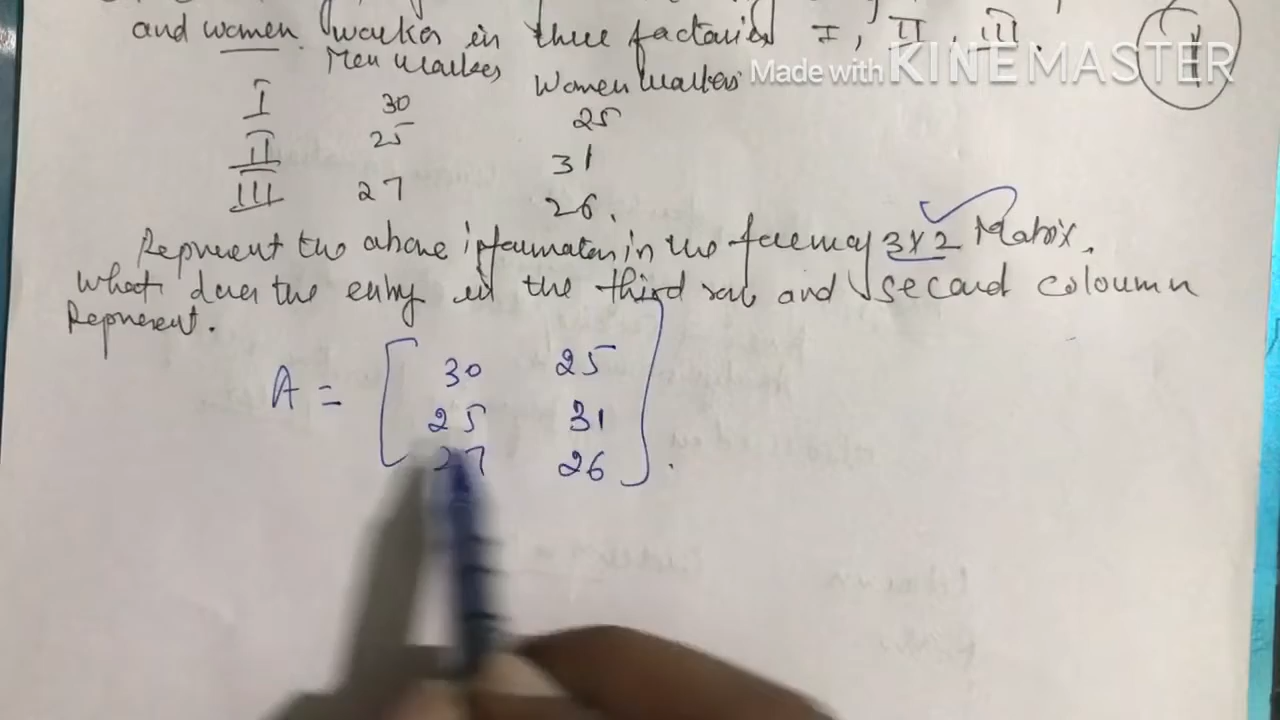 and women worker in three factories I, II, III.
Made with KINEMASTER
Men workers Women workers
I 30 25
II 25 31
III 27 26.
Represent the above information in the form of 3x2 Matrix.
What does the entry in the third row and second coloumn
Represent.
A = [ 30 25
25 31
27 26 ] .